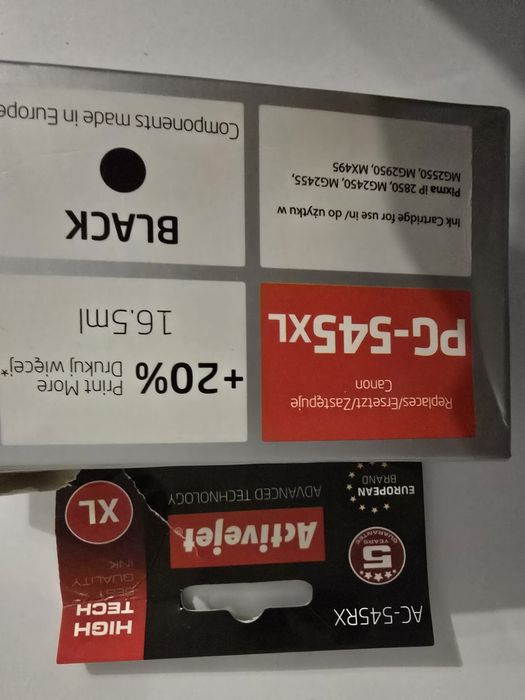 AC-545RX
HIGH
TECH
BEST
QUALITY
INK
5
YEARS
GUARANTEE
Activejet®
EUROPEAN
BRAND
ADVANCED TECHNOLOGY
XL
Replaces/Ersetzt/Zastępuje
Canon
PG-545XL
+20% Print More
Drukuj więcej*
16.5ml
Ink Cartridge for use in/ do użytku w
Pixma iP 2850, MG2450, MG2455,
MG2550, MG2950, MX495
BLACK
Components made in Europe